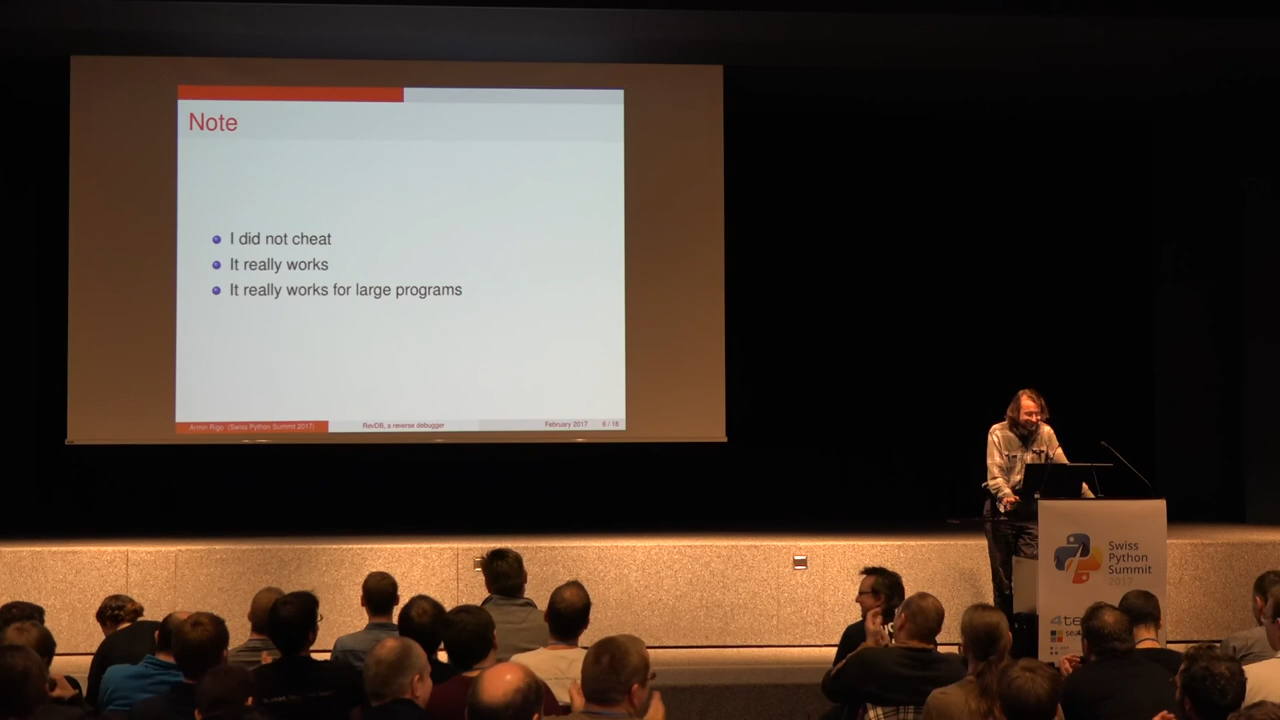 Note
I did not cheat
It really works
It really works for large programs
Armin Rigo (Swiss Python Summit 2017)
RevDB, a reverse debugger
February 2017
6 / 16
Swiss
Python
Summit
2017